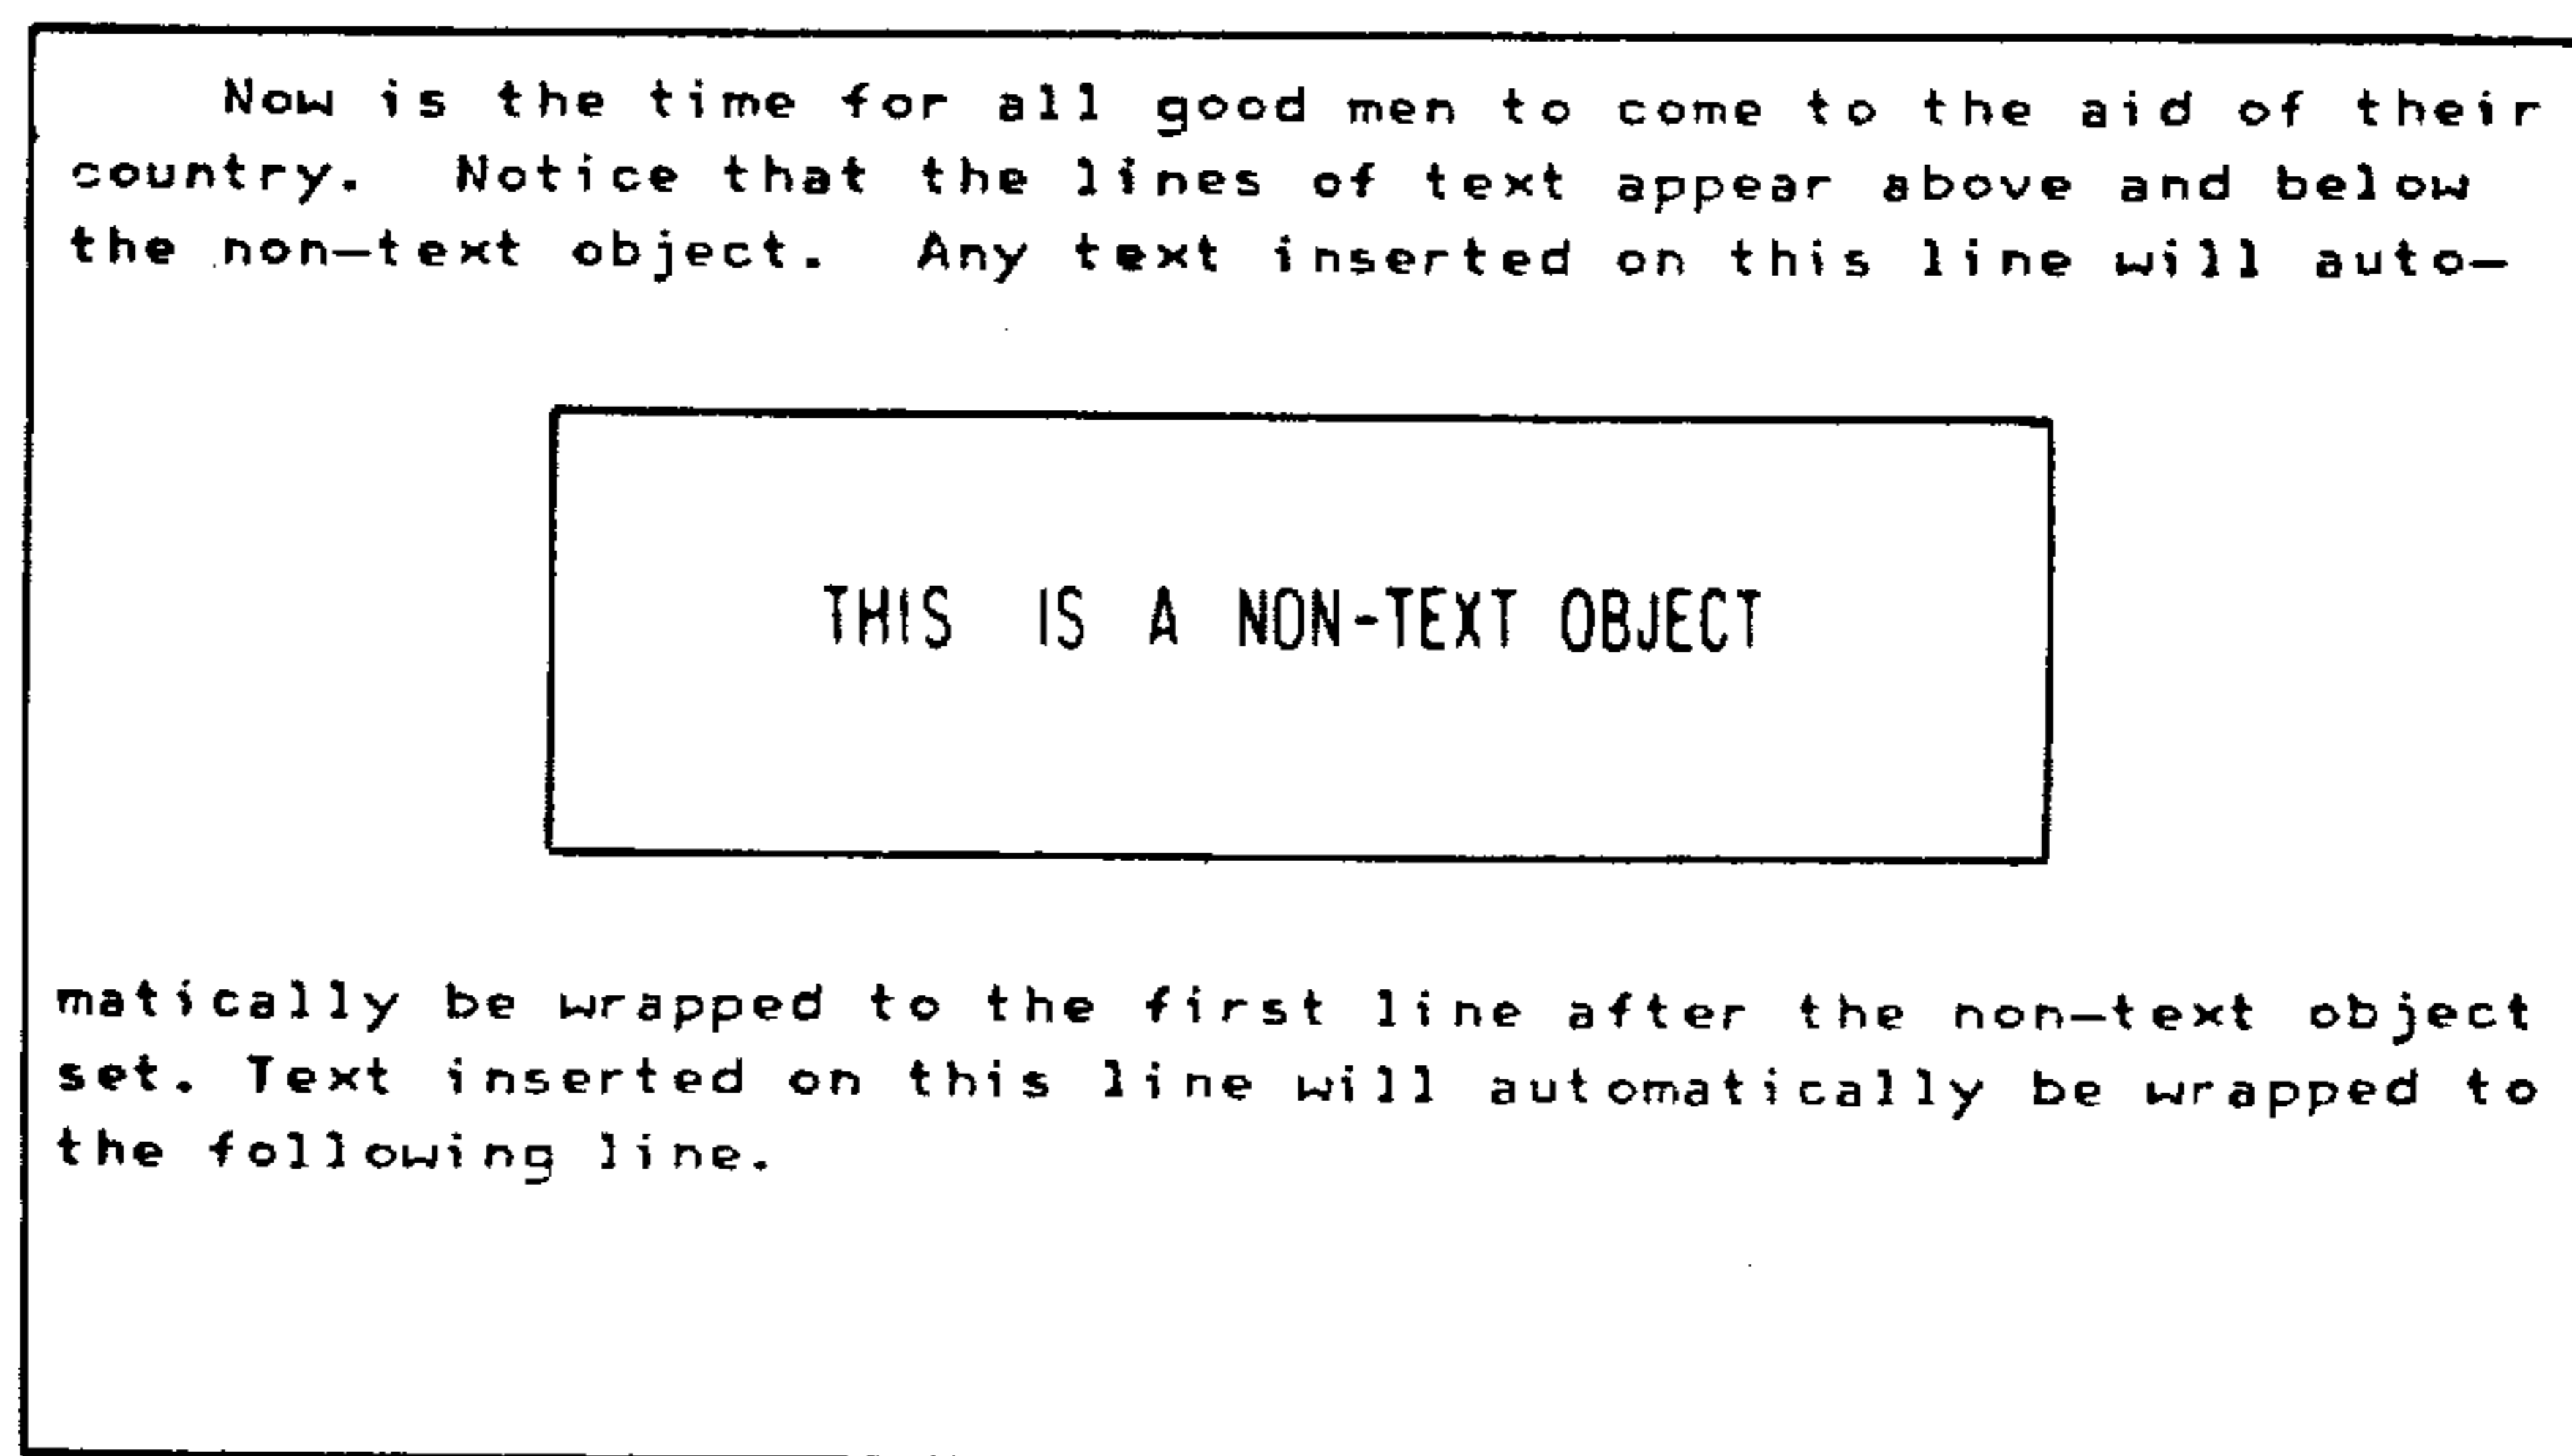 Now is the time for all good men to come to the aid of their
country.  Notice that the lines of text appear above and below
the non—text object.  Any text inserted on this line will auto—
THIS IS A NON-TEXT OBJECT
matically be wrapped to the first line after the non—text object
set. Text inserted on this line will automatically be wrapped to
the following line.